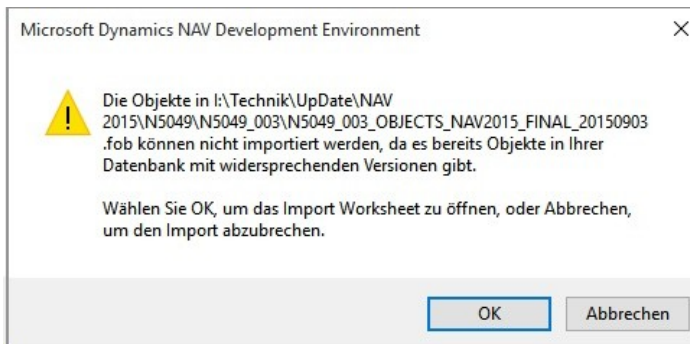 Microsoft Dynamics NAV Development Environment
Die Objekte in I:\Technik\UpDate\NAV
2015\N5049\N5049_003\N5049_003_OBJECTS_NAV2015_FINAL_20150903
.fob können nicht importiert werden, da es bereits Objekte in Ihrer
Datenbank mit widersprechenden Versionen gibt.
Wählen Sie OK, um das Import Worksheet zu öffnen, oder Abbrechen,
um den Import abzubrechen.
OK
Abbrechen